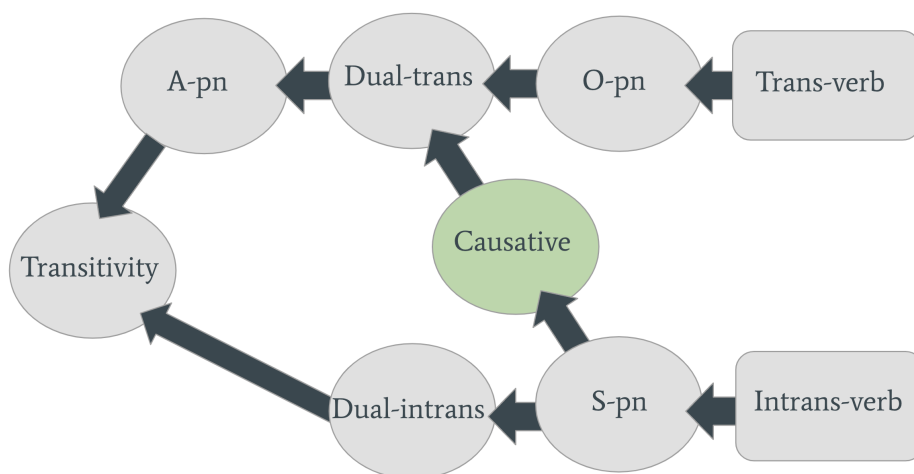 A-pn
Dual-trans
O-pn
Trans-verb
Causative
Transitivity
Dual-intrans
S-pn
Intrans-verb